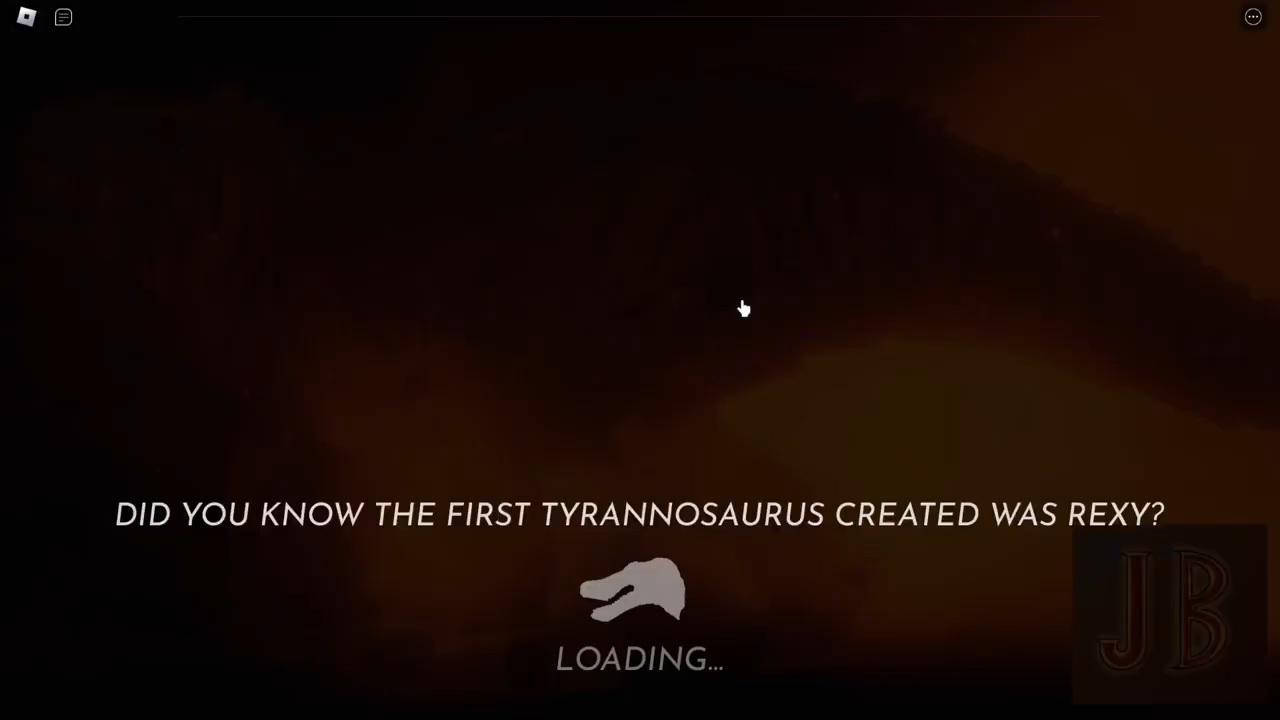 DID YOU KNOW THE FIRST TYRANNOSAURUS CREATED WAS REXY?
LOADING...
JB